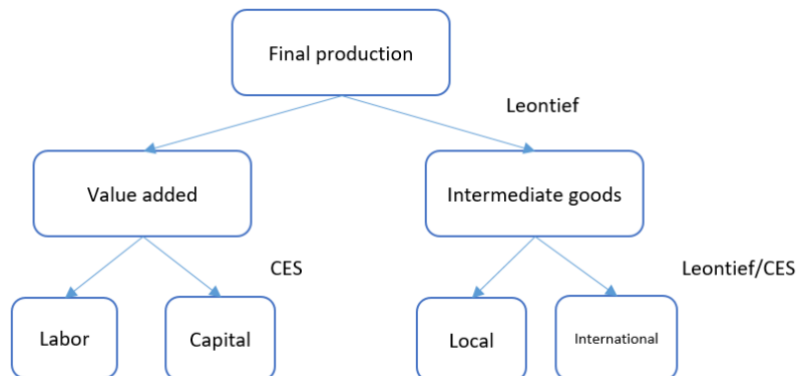 Final production
Leontief
Value added
Intermediate goods
CES
Leontief/CES
Labor
Capital
Local
International